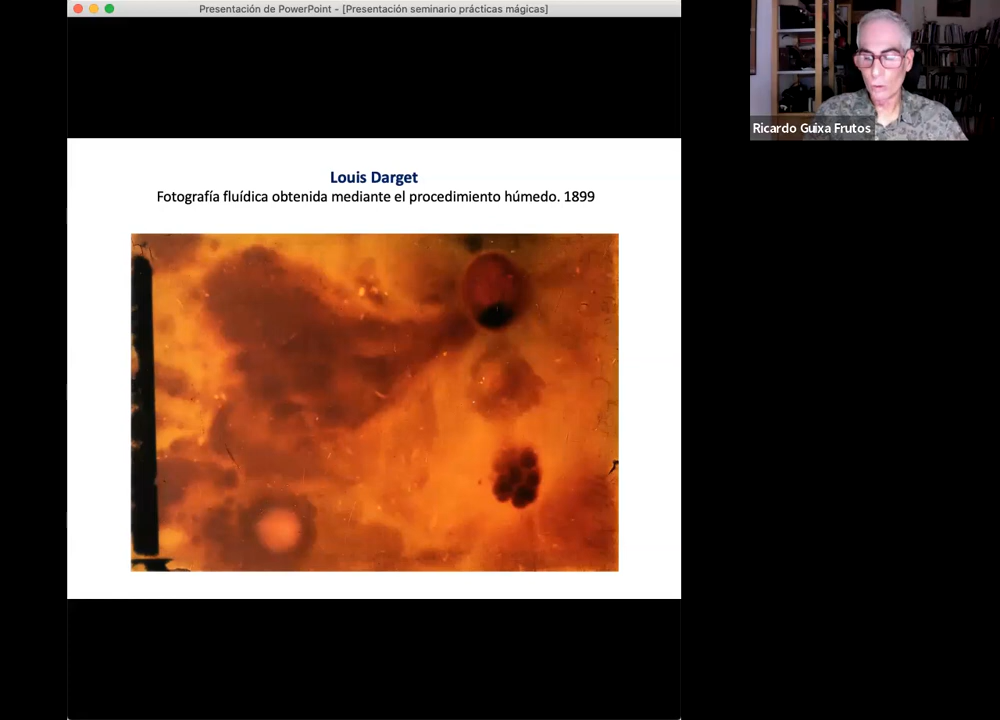 Presentación de PowerPoint - [Presentación seminario prácticas mágicas]
Louis Darget
Fotografía fluídica obtenida mediante el procedimiento húmedo. 1899
Ricardo Guixa Frutos